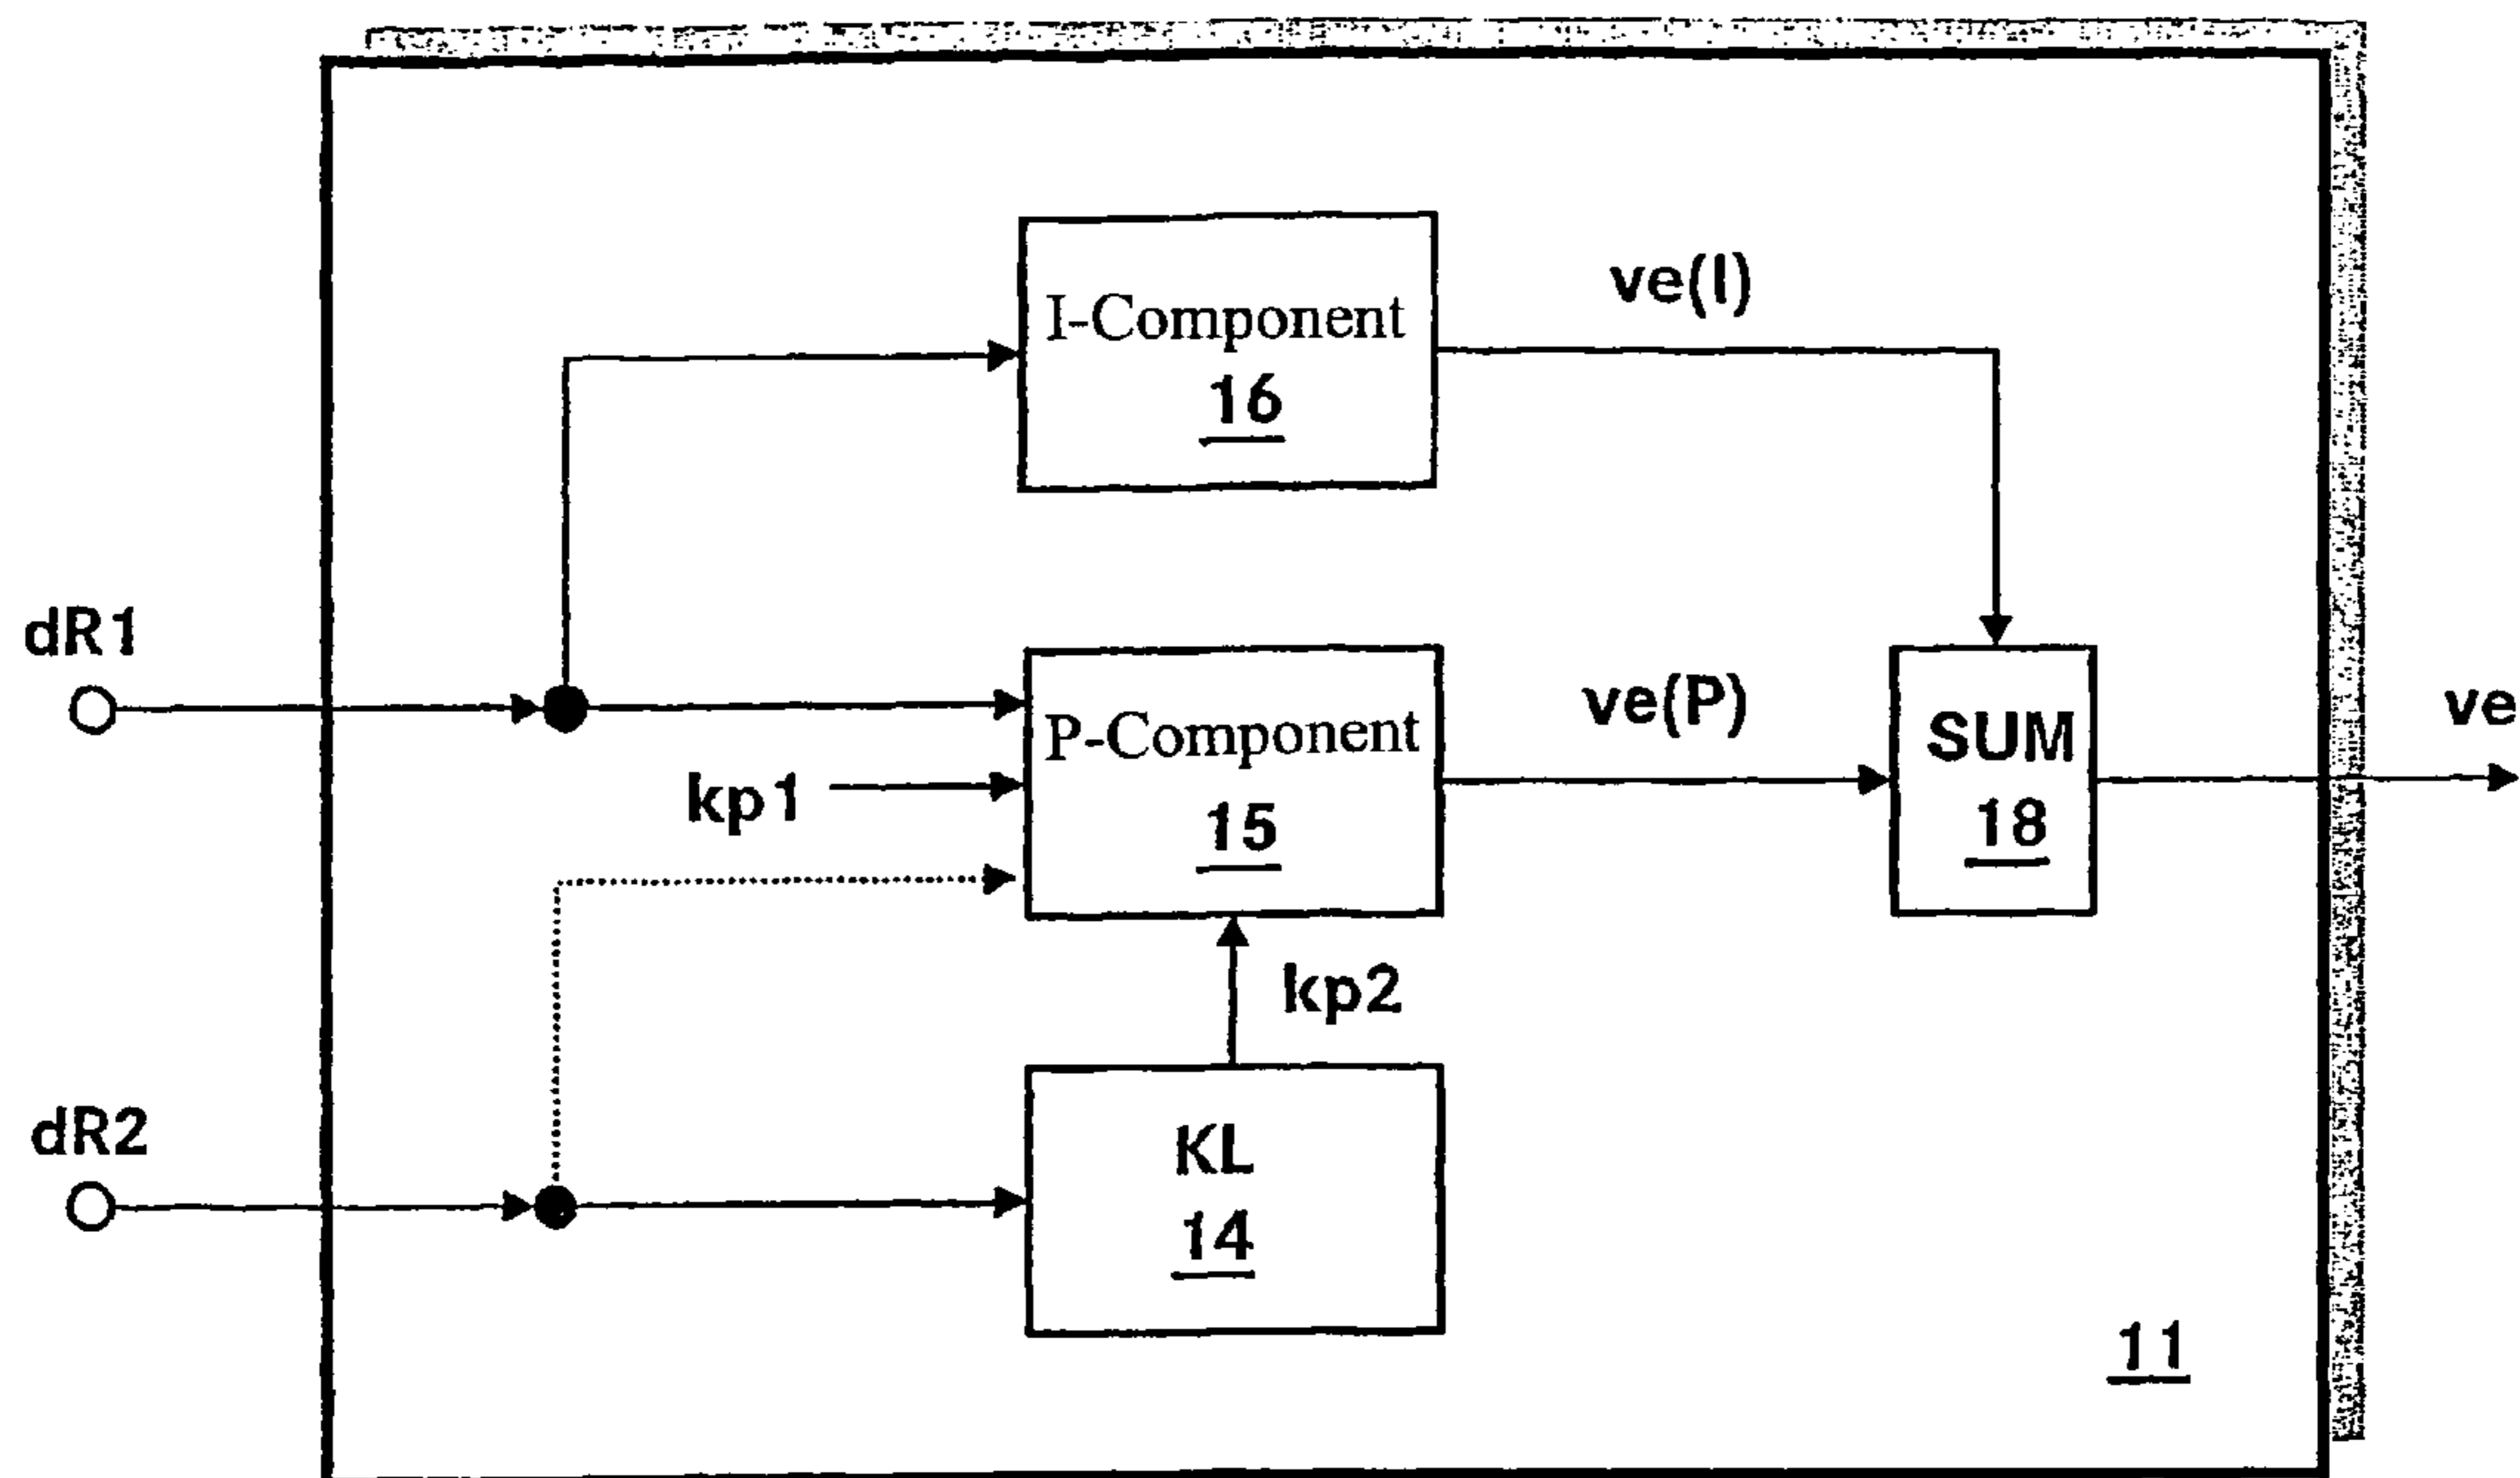 I-Component
16
ve(I)
dR1
kp1
P-Component
15
ve(P)
SUM
18
ve
kp2
dR2
KL
14
11